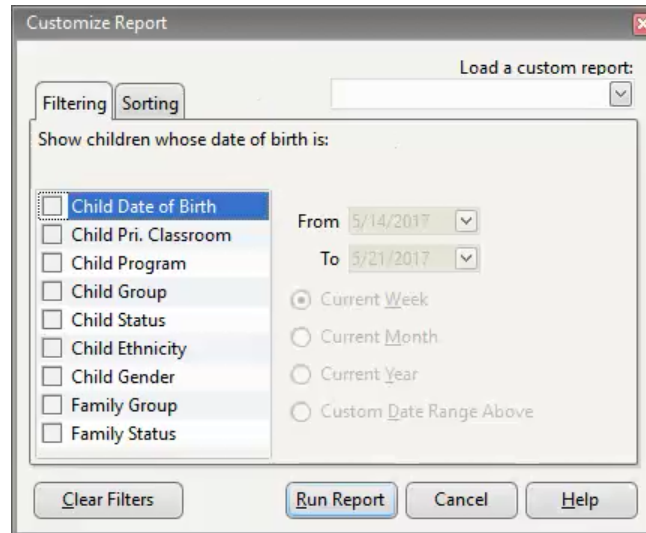 Customize Report
Load a custom report:
Filtering Sorting
Show children whose date of birth is:
Child Date of Birth
Child Pri. Classroom
Child Program
Child Group
Child Status
Child Ethnicity
Child Gender
Family Group
Family Status
From 5/14/2017
To 5/21/2017
Current Week
Current Month
Current Year
Custom Date Range Above
Clear Filters Run Report Cancel Help